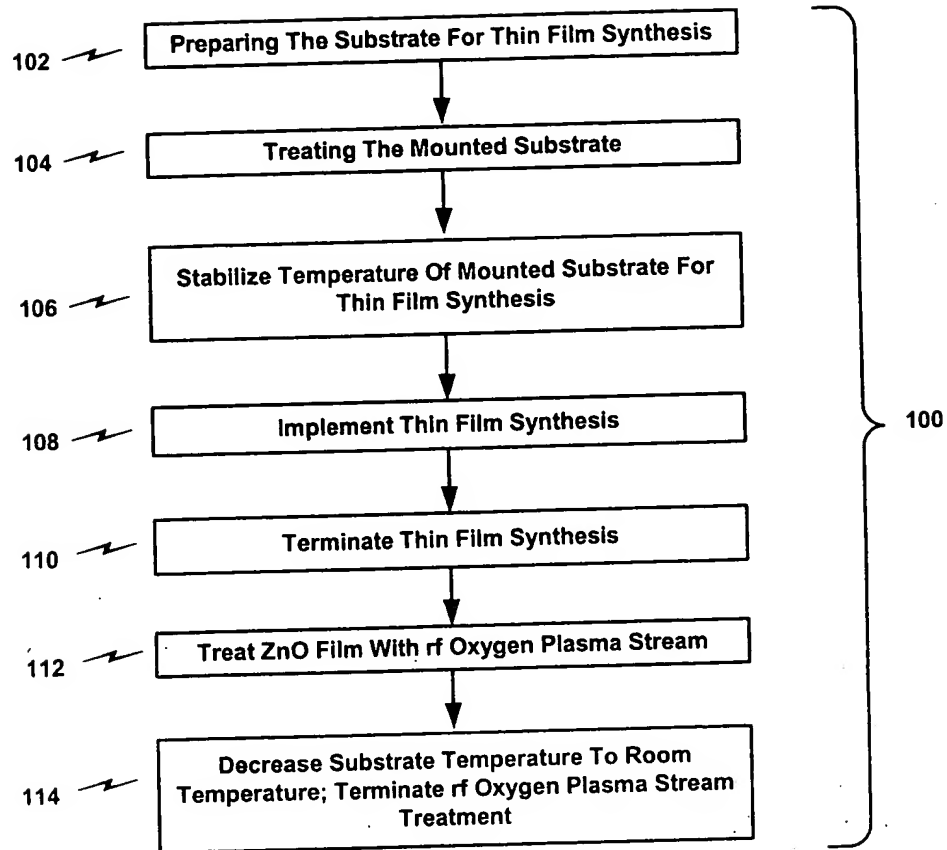 102 Preparing The Substrate For Thin Film Synthesis
104 Treating The Mounted Substrate
Stabilize Temperature Of Mounted Substrate For
106 Thin Film Synthesis
108 Implement Thin Film Synthesis
100
110 Terminate Thin Film Synthesis
112 Treat ZnO Film With rf Oxygen Plasma Stream
Decrease Substrate Temperature To Room
114 Temperature; Terminate rf Oxygen Plasma Stream
Treatment